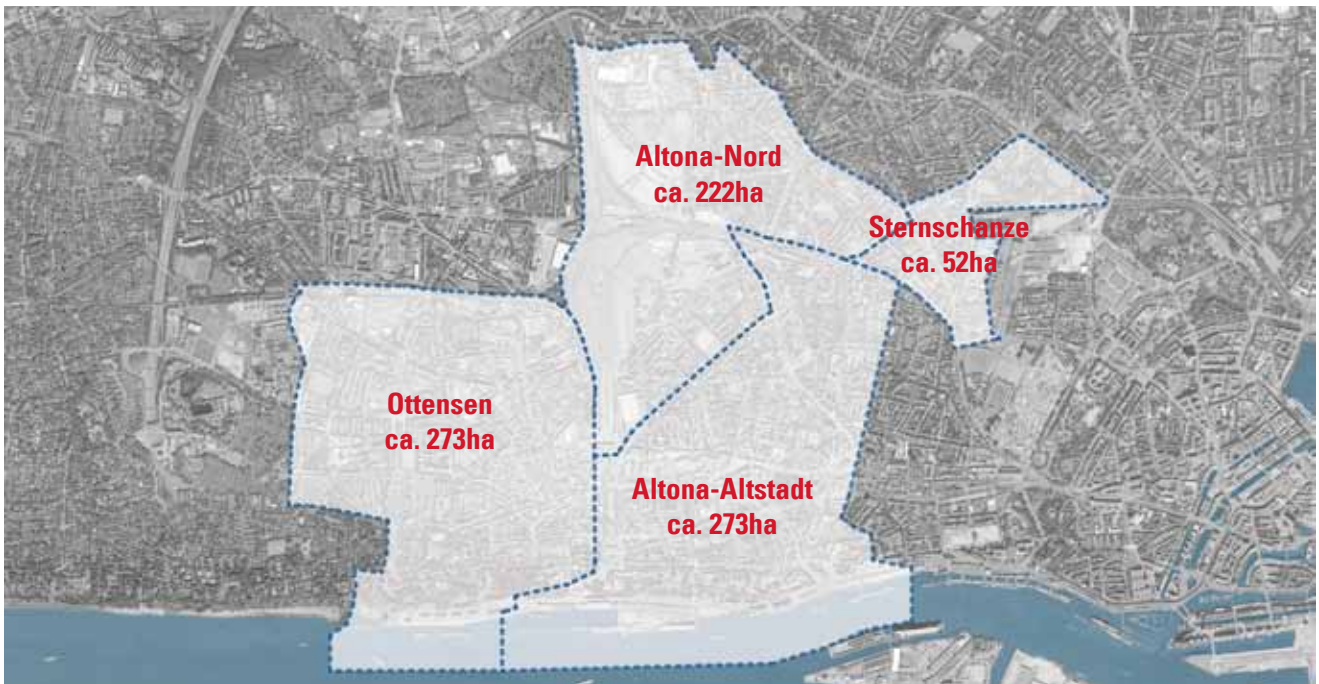 Altona-Nord
ca. 222ha
Sternschanze
ca. 52ha
Ottensen
ca. 273ha
Altona-Altstadt
ca. 273ha